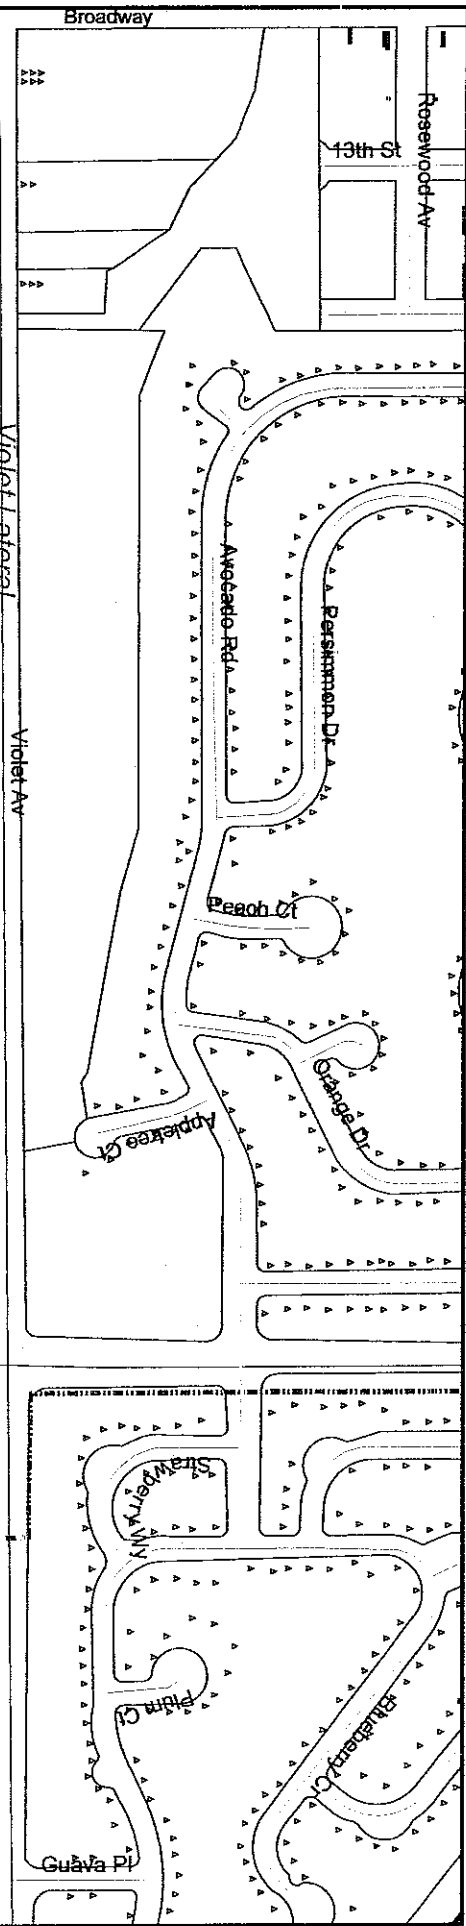 Broadway
13th St
Rosewood Av
Violet Lateral
Avocado Rd
Persimmon Dr
Violet Av
Peach Ct
Orange Dr
Appletree Ct
Strawberry Wy
Plum Ct
Blueberry Cr
Guava Pl